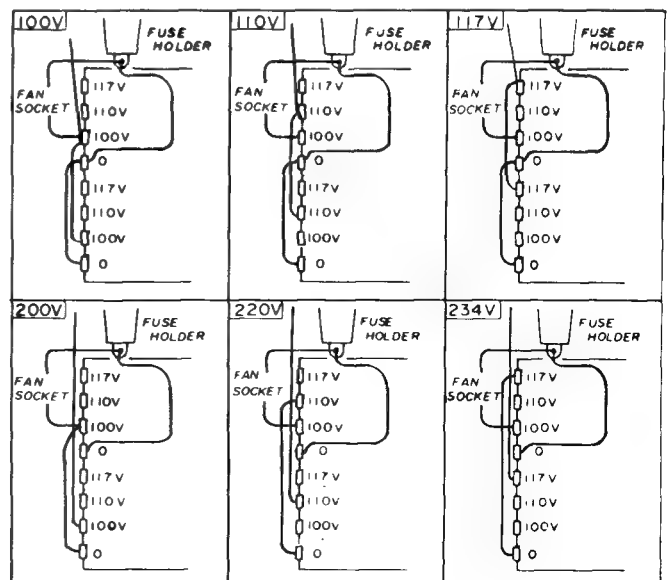 100V
FUSE
HOLDER
FAN
SOCKET
117V
110V
100V
0
117V
110V
100V
0
110V
FUSE
HOLDER
FAN
SOCKET
117V
110V
100V
0
117V
110V
100V
0
117V
FUSE
HOLDER
FAN
SOCKET
117V
110V
100V
0
117V
110V
100V
0
200V
FUSE
HOLDER
FAN
SOCKET
117V
110V
100V
0
117V
110V
100V
0
220V
FUSE
HOLDER
FAN
SOCKET
117V
110V
100V
0
117V
110V
100V
0
234V
FUSE
HOLDER
FAN
SOCKET
117V
110V
100V
0
117V
110V
100V
0